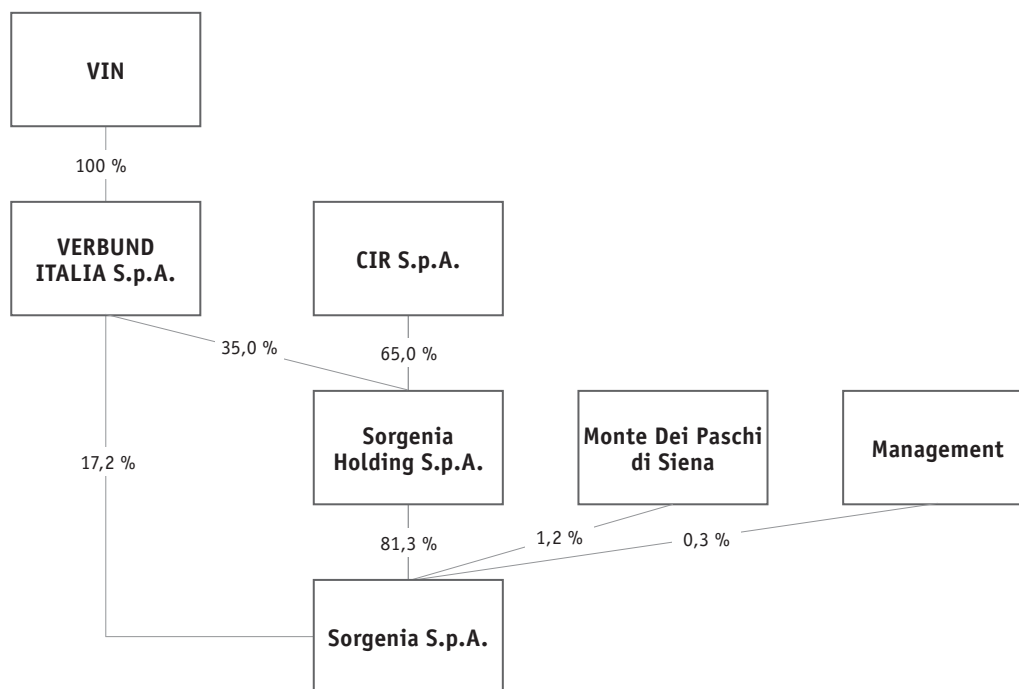 VIN
100 %
VERBUND
ITALIA S.p.A.
CIR S.p.A.
35,0 %
65,0 %
Sorgenia
Holding S.p.A.
Monte Dei Paschi
di Siena
Management
17,2 %
81,3 %
1,2 %
0,3 %
Sorgenia S.p.A.